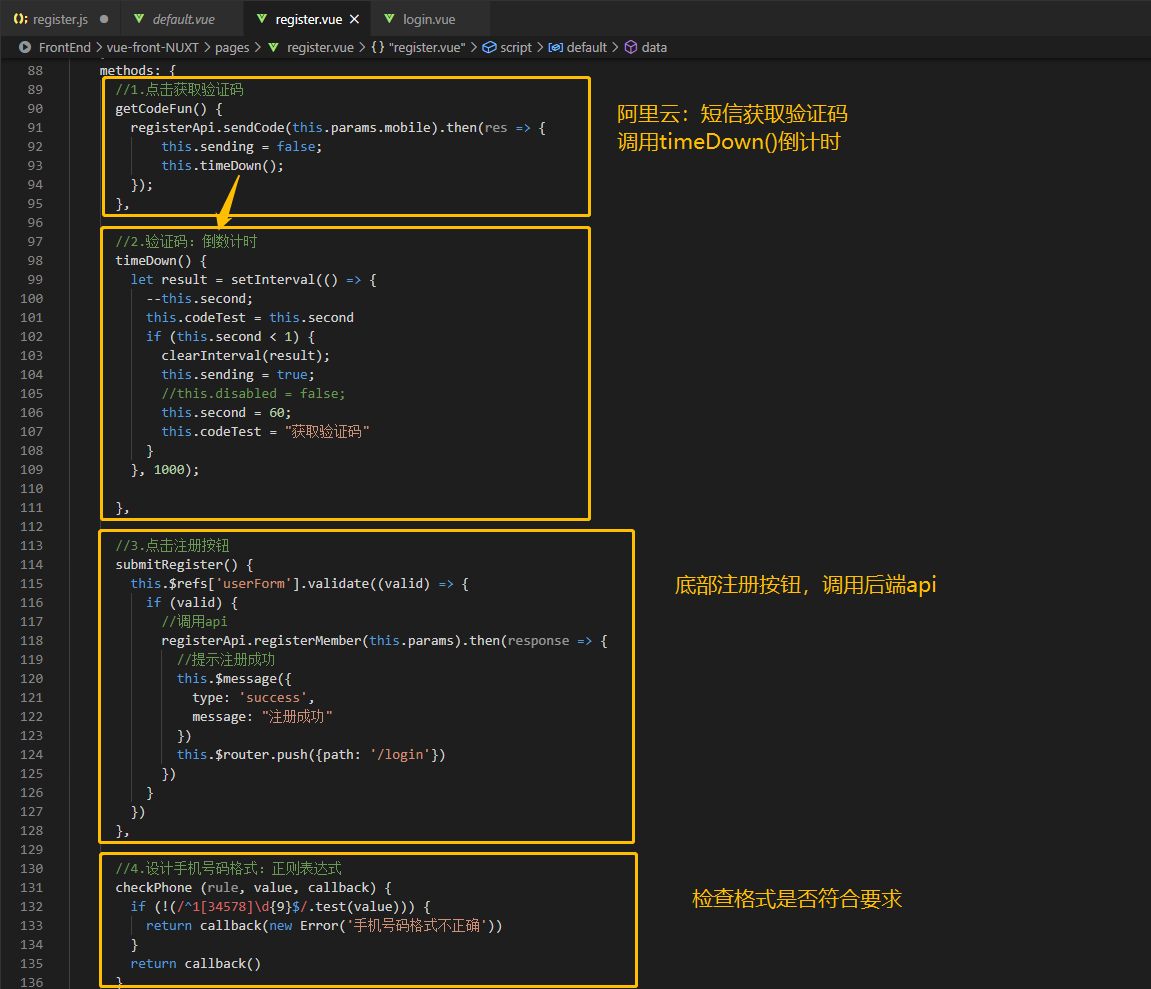 register.js
default.vue
register.vue
login.vue
FrontEnd > vue-front-NUXT > pages > register.vue > {} "register.vue" > script > default > data
88 methods: {
89 //1.点击获取验证码
90 getCodeFun() {
91 registerApi.sendCode(this.params.mobile).then(res => {
92 this.sending = false;
93 this.timeDown();
94 });
95 },
96
阿里云：短信获取验证码
调用timeDown()倒计时
97 //2.验证码：倒数计时
98 timeDown() {
99 let result = setInterval(() => {
100 --this.second;
101 this.codeTest = this.second
102 if (this.second < 1) {
103 clearInterval(result);
104 this.sending = true;
105 //this.disabled = false;
106 this.second = 60;
107 this.codeTest = "获取验证码"
108 }
109 }, 1000);
110
111 },
112
113 //3.点击注册按钮
114 submitRegister() {
115 this.$refs['userForm'].validate((valid) => {
116 if (valid) {
117 //调用api
118 registerApi.registerMember(this.params).then(response => {
119 //提示注册成功
120 this.$message({
121 type: 'success',
122 message: "注册成功"
123 })
124 this.$router.push({path: '/login'})
125 })
126 }
127 })
128 },
129
底部注册按钮，调用后端api
130 //4.设计手机号码格式：正则表达式
131 checkPhone (rule, value, callback) {
132 if (!(/^1[34578]\d{9}$/.test(value))) {
133 return callback(new Error('手机号码格式不正确'))
134 }
135 return callback()
136 }
检查格式是否符合要求